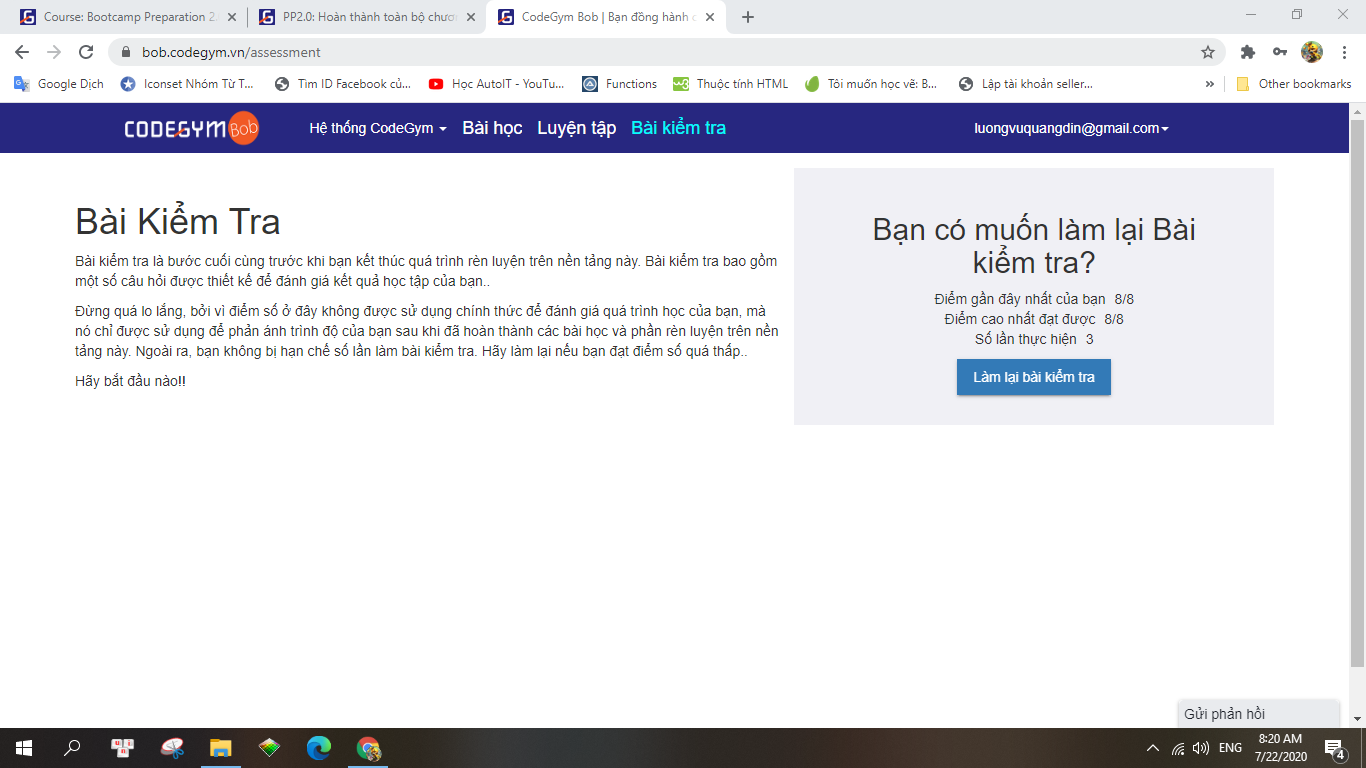 Course: Bootcamp Preparation 2.
PP2.0: Hoàn thành toàn bộ chươn
CodeGym Bob | Bạn đồng hành c
bob.codegym.vn/assessment
Google Dịch
Iconset Nhóm Từ T...
Tìm ID Facebook củ...
Học AutoIT - YouTu...
Functions
Thuộc tính HTML
Tôi muốn học vẽ: B...
Lập tài khoản seller...
»
Other bookmarks
CODEGYM Bob
Hệ thống CodeGym
Bài học
Luyện tập
Bài kiểm tra
luongvuquangdin@gmail.com
Bài Kiểm Tra
Bài kiểm tra là bước cuối cùng trước khi bạn kết thúc quá trình rèn luyện trên nền tảng này. Bài kiểm tra bao gồm
một số câu hỏi được thiết kế để đánh giá kết quả học tập của bạn..
Đừng quá lo lắng, bởi vì điểm số ở đây không được sử dụng chính thức để đánh giá quá trình học của bạn, mà
nó chỉ được sử dụng để phản ánh trình độ của bạn sau khi đã hoàn thành các bài học và phần rèn luyện trên nền
tảng này. Ngoài ra, bạn không bị hạn chế số lần làm bài kiểm tra. Hãy làm lại nếu bạn đạt điểm số quá thấp..
Hãy bắt đầu nào!!
Bạn có muốn làm lại Bài
kiểm tra?
Điểm gần đây nhất của bạn 8/8
Điểm cao nhất đạt được 8/8
Số lần thực hiện 3
Làm lại bài kiểm tra
Gửi phản hồi
ENG
8:20 AM
7/22/2020
4